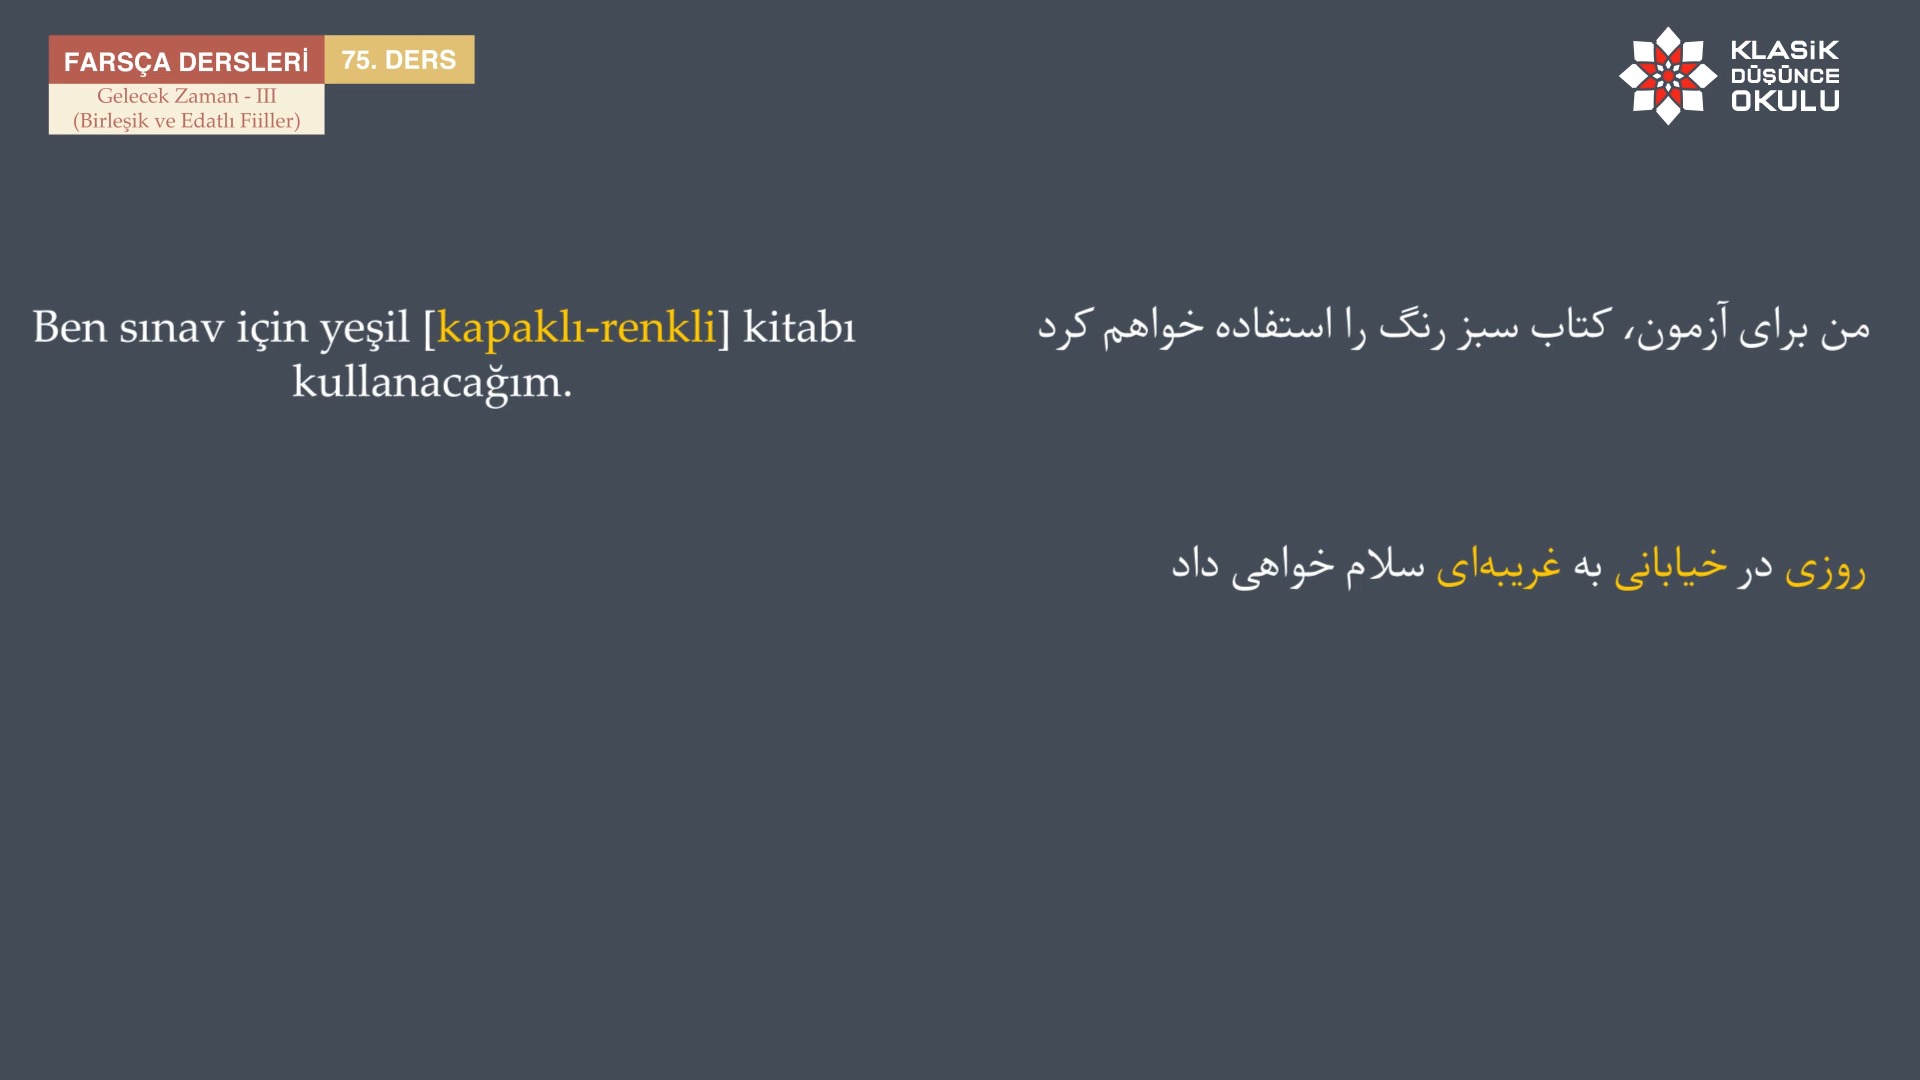 FARSÇA DERSLERİ
75. DERS
Gelecek Zaman - III
(Birleşik ve Edatlı Fiiller)
KLASiK
DÜŞÜNCE
OKULU
Ben sınav için yeşil [kapaklı-renkli] kitabı
kullanacağım.
من برای آزمون، کتاب سبز رنگ را استفاده خواهم کرد
روزی در خیابانی به غریبه‌ای سلام خواهی داد